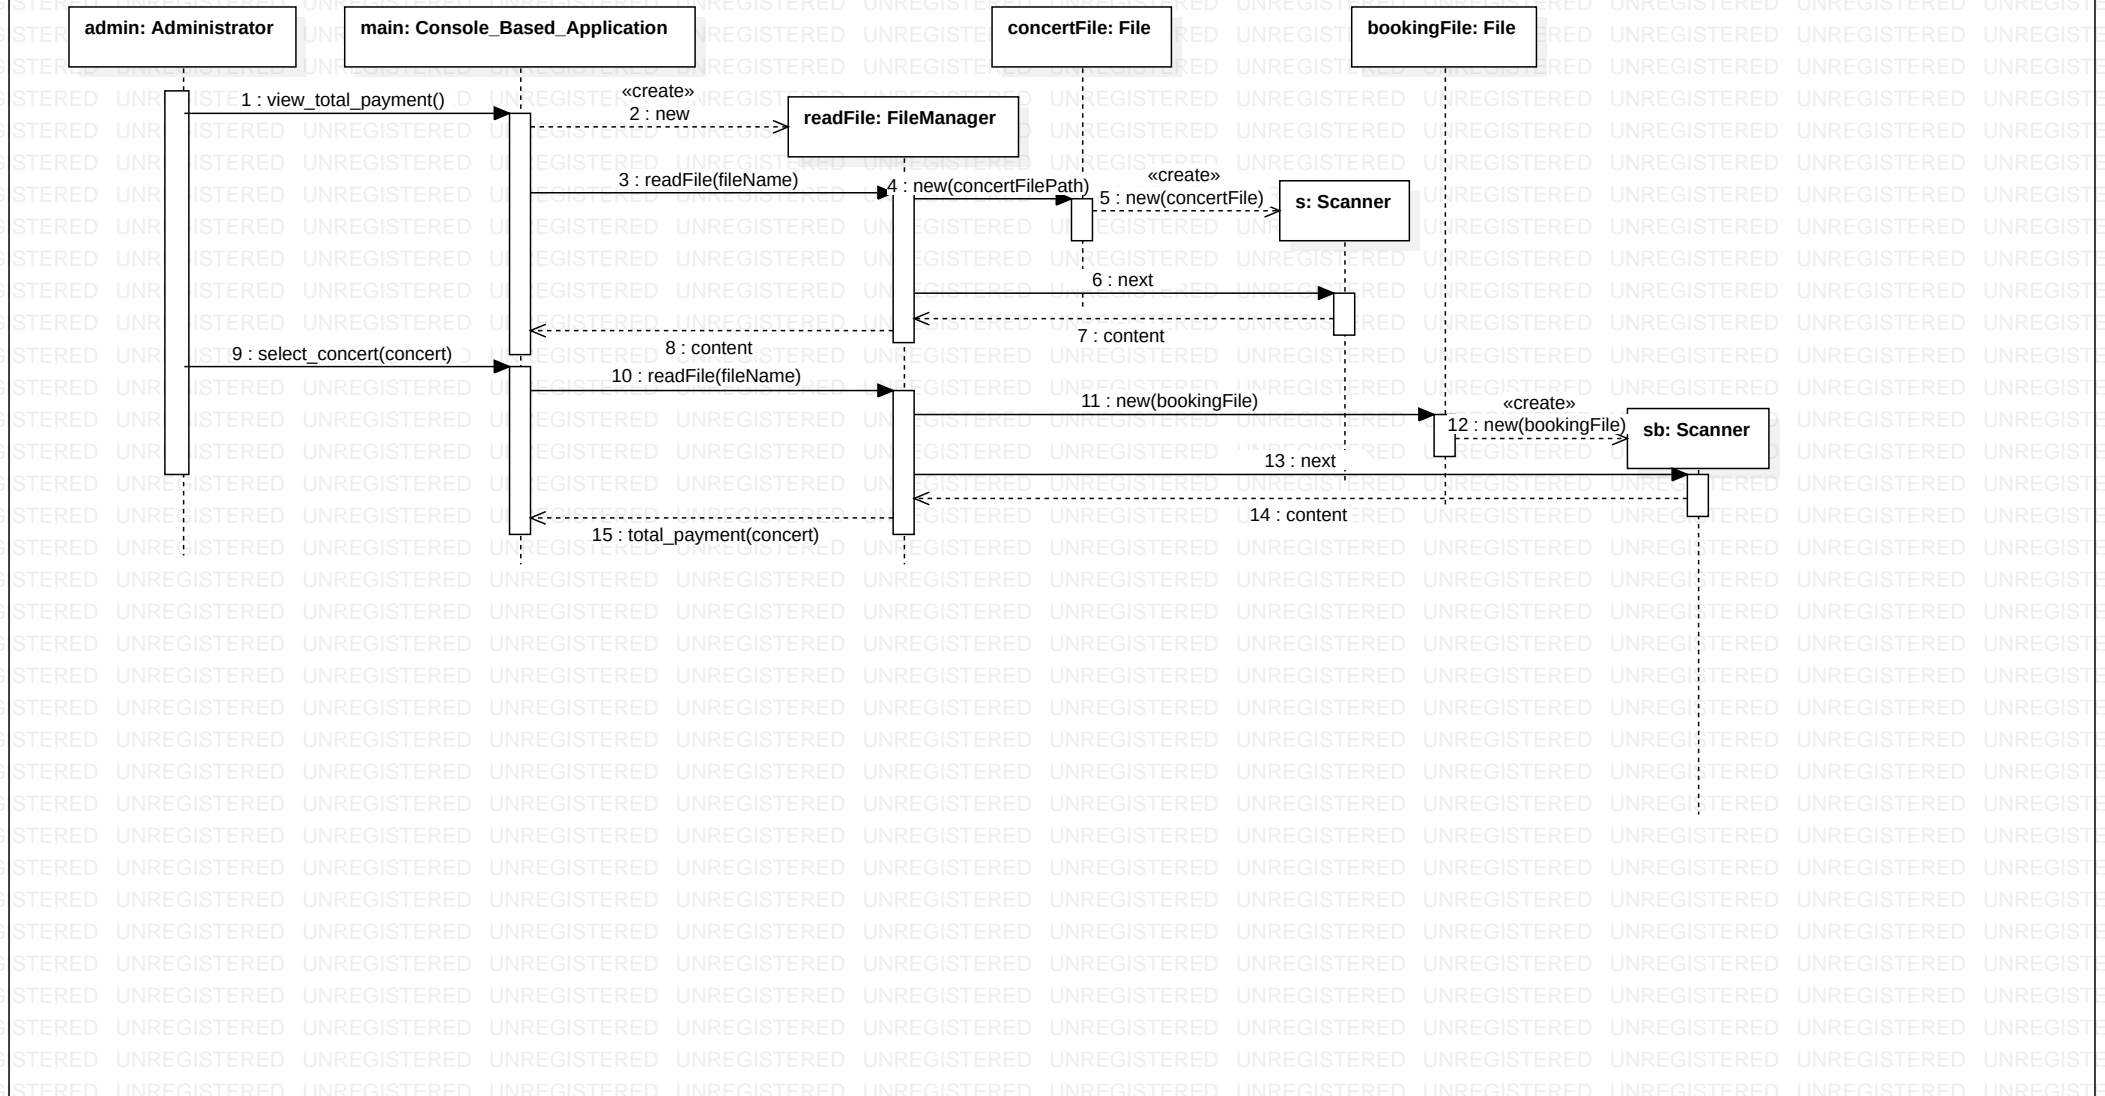 admin: Administrator
main: Console_Based_Application
concertFile: File
bookingFile: File
1 : view_total_payment()
«create»
2 : new
readFile: FileManager
3 : readFile(fileName)
4 : new(concertFilePath)
«create»
5 : new(concertFile)
s: Scanner
6 : next
7 : content
8 : content
9 : select_concert(concert)
10 : readFile(fileName)
11 : new(bookingFile)
«create»
12 : new(bookingFile)
sb: Scanner
13 : next
14 : content
15 : total_payment(concert)
UNREGISTERED